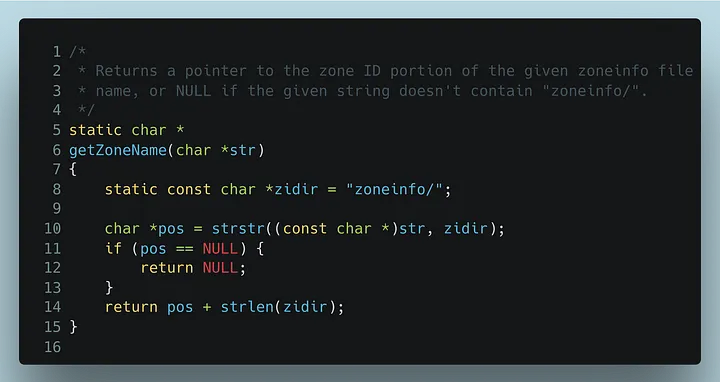 1 /*
2  * Returns a pointer to the zone ID portion of the given zoneinfo file
3  * name, or NULL if the given string doesn't contain "zoneinfo/".
4  */
5 static char *
6 getZoneName(char *str)
7 {
8     static const char *zidir = "zoneinfo/";
9
10     char *pos = strstr((const char *)str, zidir);
11     if (pos == NULL) {
12         return NULL;
13     }
14     return pos + strlen(zidir);
15 }
16